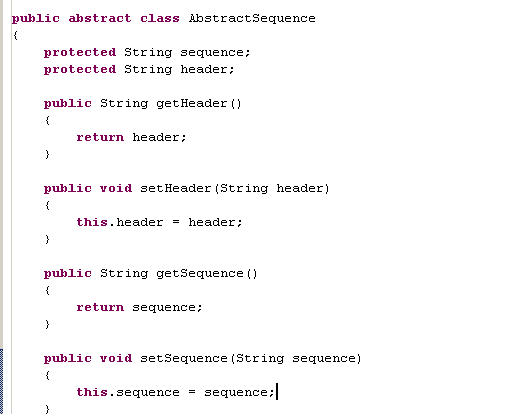 public abstract class AbstractSequence
{
    protected String sequence;
    protected String header;

    public String getHeader()
    {
        return header;
    }

    public void setHeader(String header)
    {
        this.header = header;
    }

    public String getSequence()
    {
        return sequence;
    }

    public void setSequence(String sequence)
    {
        this.sequence = sequence;
    }